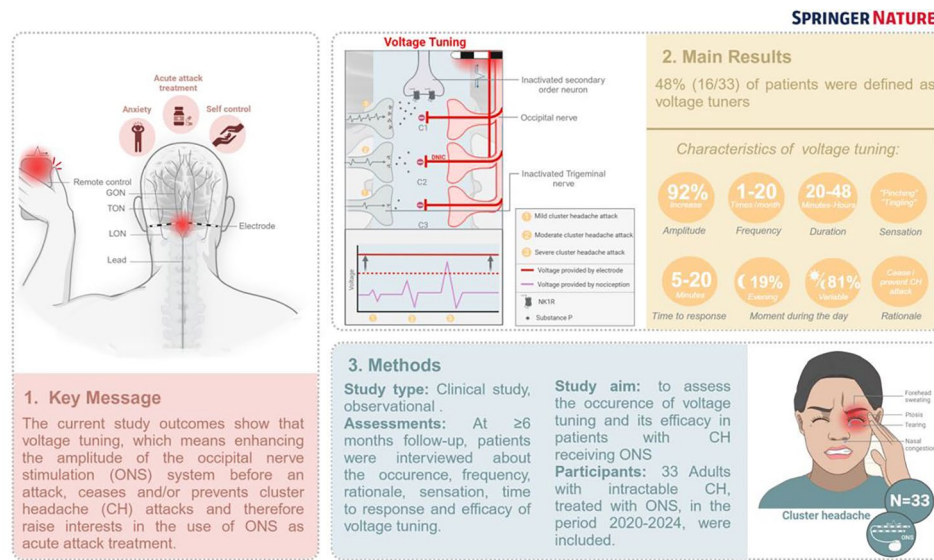 SPRINGER NATURE
Acute attack
treatment
Anxiety
Self control
Remote control
GON
TON
LON
Lead
Electrode
1. Key Message
The current study outcomes show that
voltage tuning, which means enhancing
the amplitude of the occipital nerve
stimulation (ONS) system before an
attack, ceases and/or prevents cluster
headache (CH) attacks and therefore
raise interests in the use of ONS as
acute attack treatment.
Voltage Tuning
Inactivated secondary
order neuron
Occipital nerve
C1
DNIC
C2
Inactivated Trigeminal
nerve
C3
1 Mild cluster headache attack
2 Moderate cluster headache attack
3 Severe cluster headache attack
Voltage provided by electrode
Voltage provided by nociception
NK1R
Substance P
Voltage
2. Main Results
48% (16/33) of patients were defined as
voltage tuners
Characteristics of voltage tuning:
92%
Increase
Amplitude
1-20
Times/month
Frequency
20-48
Minutes-Hours
Duration
"Pinching"
"Tingling"
Sensation
5-20
Minutes
Time to response
19%
Evening
81%
Variable
Moment during the day
Cease /
prevent CH
attack
Rationale
3. Methods
Study type: Clinical study,
observational .
Assessments: At ≥6
months follow-up, patients
were interviewed about
the occurence, frequency,
rationale, sensation, time
to response and efficacy of
voltage tuning.
Study aim: to assess
the occurence of voltage
tuning and its efficacy in
patients with CH
receiving ONS
Participants: 33 Adults
with intractable CH,
treated with ONS, in the
period 2020-2024, were
included.
Forehead
sweating
Ptosis
Tearing
Nasal
congestion
N=33
Cluster headache
ONS